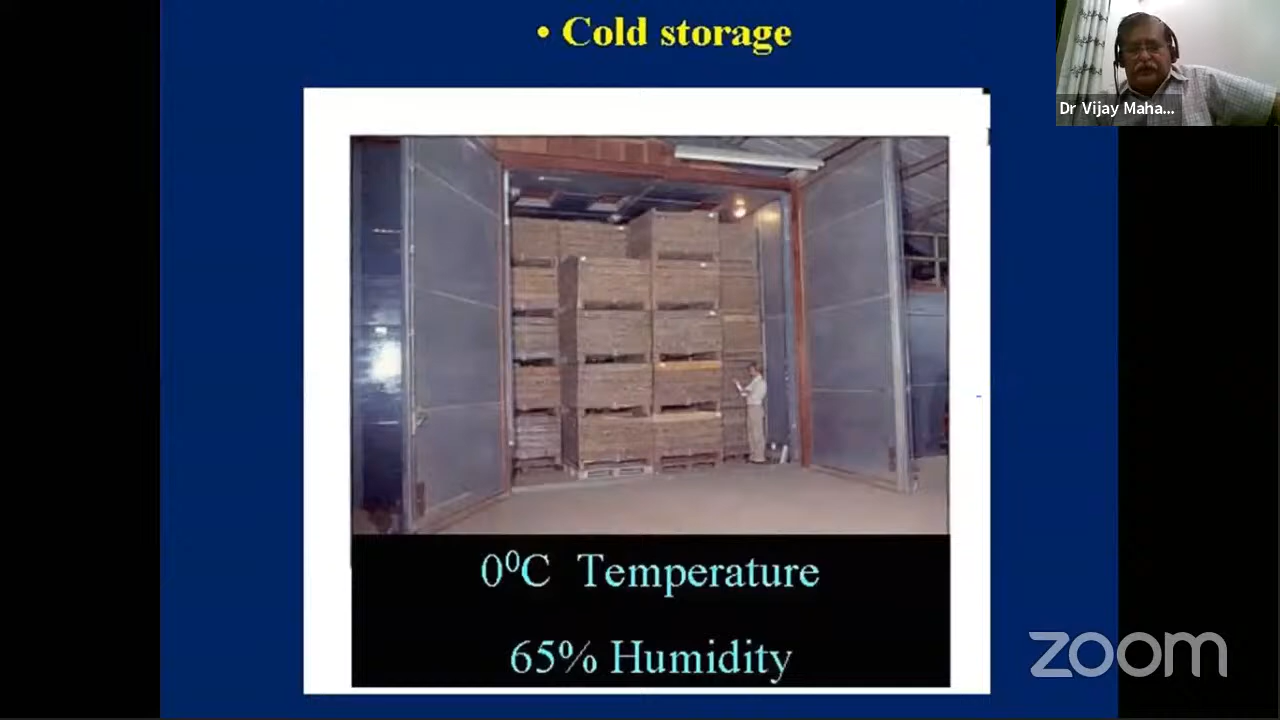 • Cold storage
Dr Vijay Maha...
0⁰C Temperature
65% Humidity
zoom